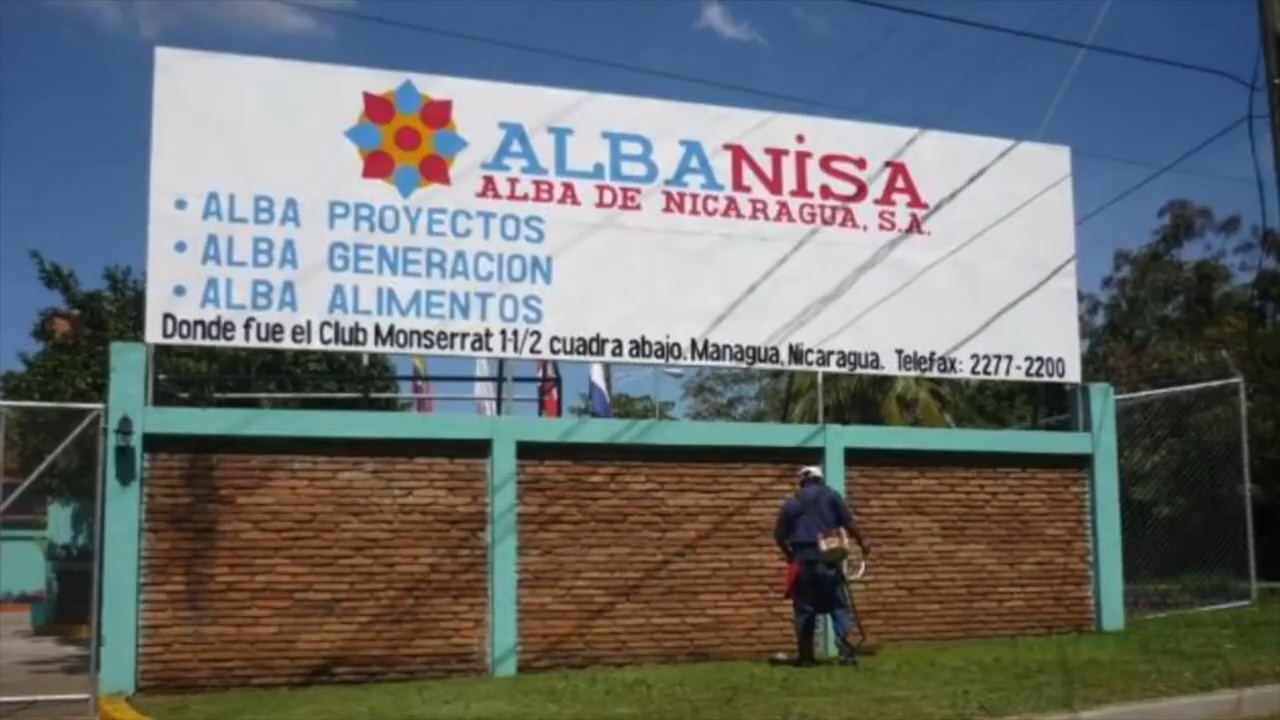 ALBANiSA
ALBA DE NICARAGUA, S.A.
• ALBA PROYECTOS
• ALBA GENERACION
• ALBA ALIMENTOS
Donde fue el Club Monserrat 1-1/2 cuadra abajo. Managua, Nicaragua. Telefax: 2277-2200